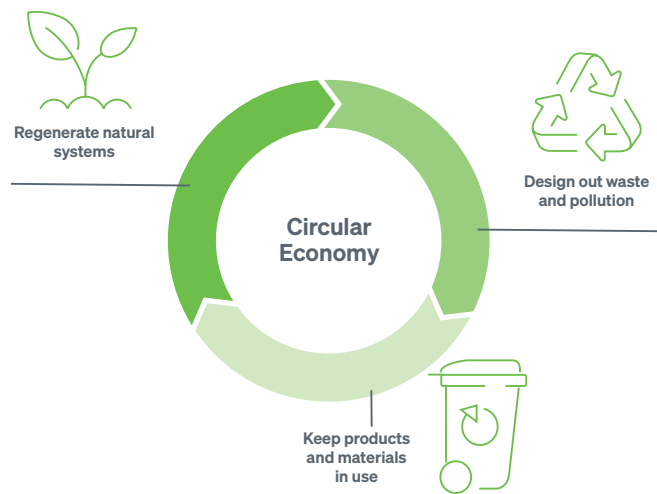 Regenerate natural
systems
Design out waste
and pollution
Circular
Economy
Keep products
and materials
in use